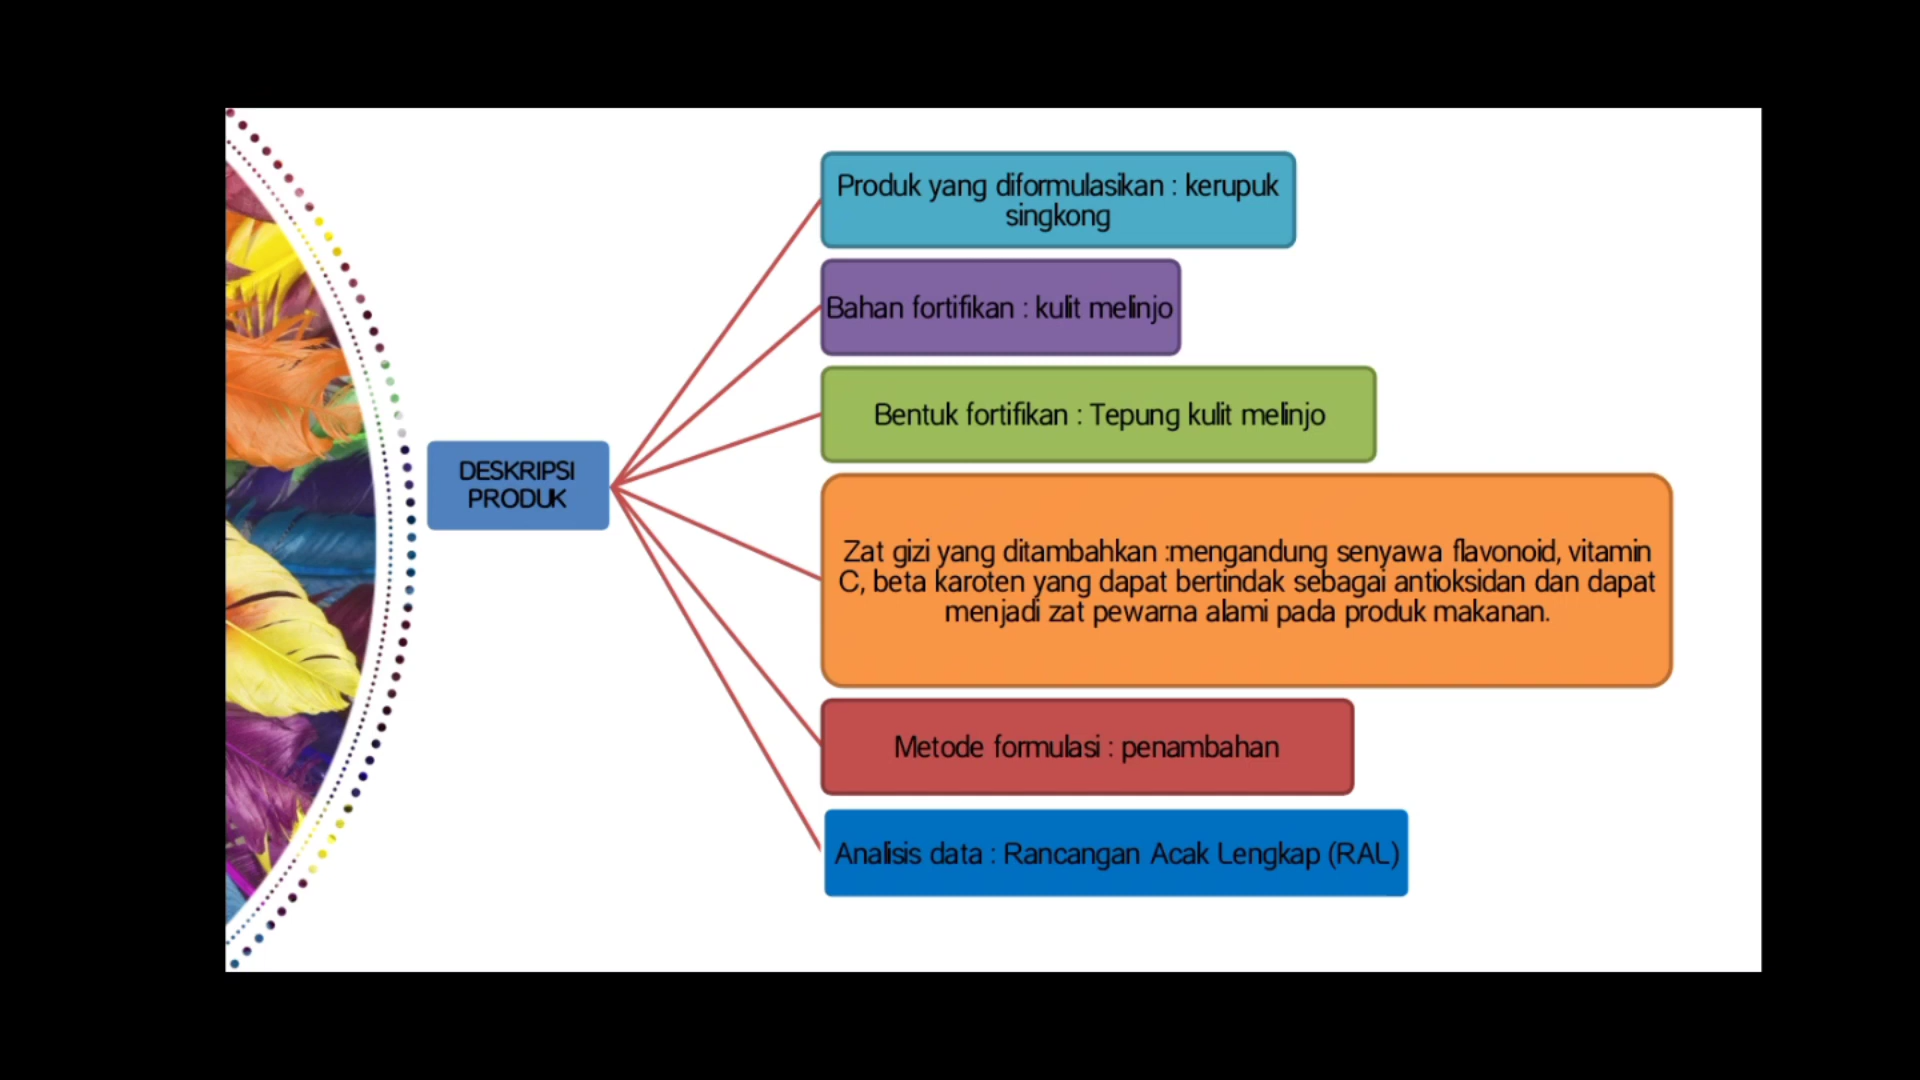 DESKRIPSI
PRODUK
Produk yang diformulasikan : kerupuk
singkong
Bahan fortifikan : kulit melinjo
Bentuk fortifikan : Tepung kulit melinjo
Zat gizi yang ditambahkan :mengandung senyawa flavonoid, vitamin
C, beta karoten yang dapat bertindak sebagai antioksidan dan dapat
menjadi zat pewarna alami pada produk makanan.
Metode formulasi : penambahan
Analisis data : Rancangan Acak Lengkap (RAL)